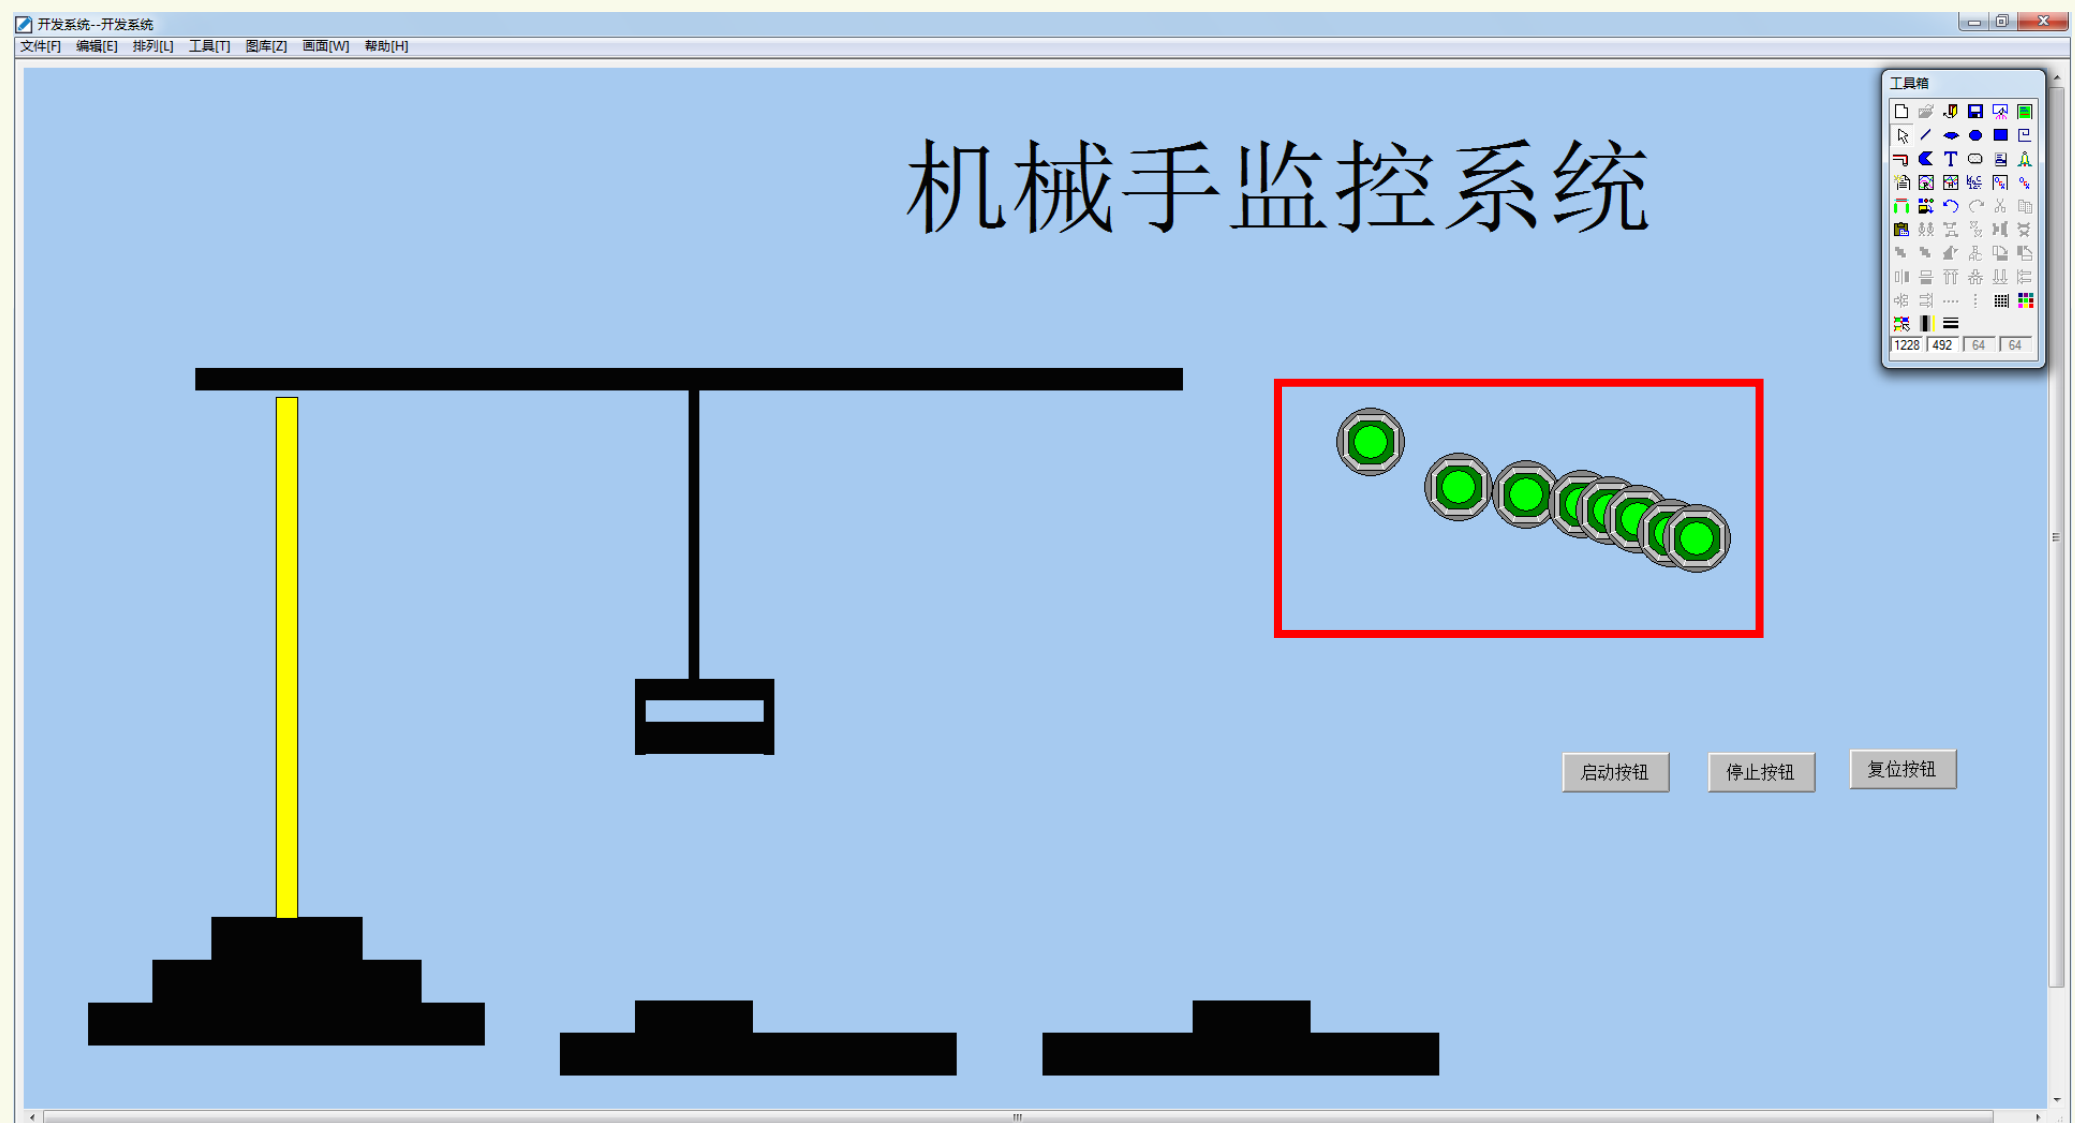 开发系统--开发系统
文件[F] 编辑[E] 排列[L] 工具[T] 图库[Z] 画面[W] 帮助[H]
工具箱
1228 492 64 64
机械手监控系统
启动按钮 停止按钮 复位按钮